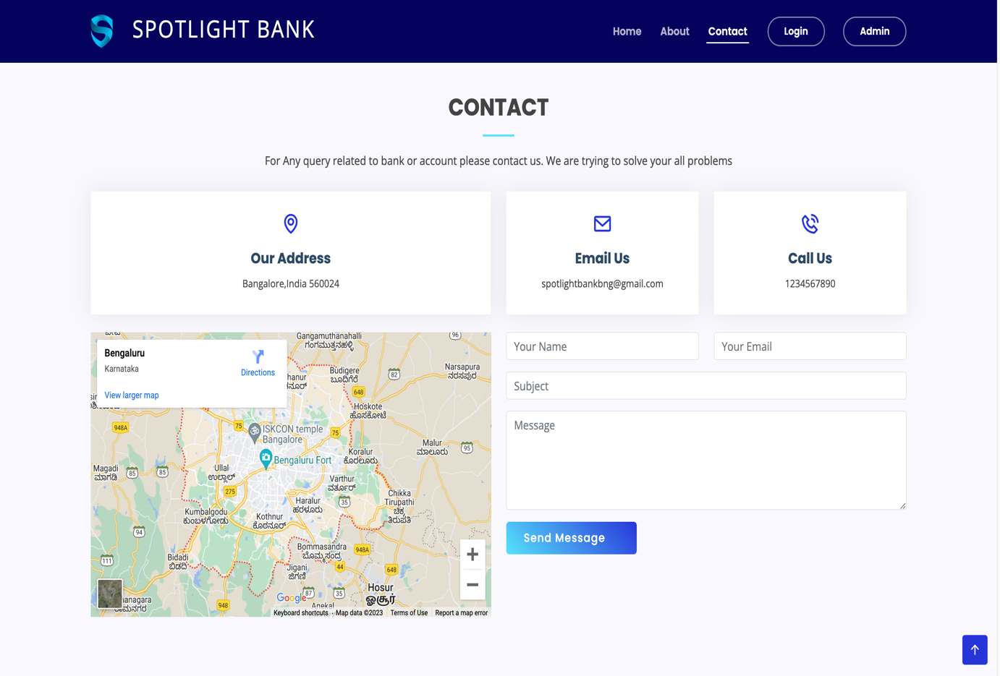 SPOTLIGHT BANK
Home
About
Contact
Login
Admin
CONTACT
For Any query related to bank or account please contact us. We are trying to solve your all problems
Our Address
Bangalore,India 560024
Email Us
spotlightbankbng@gmail.com
Call Us
1234567890
Bengaluru
Karnataka
Directions
View larger map
Gangamuthanahalli
ಗಂಗಮುತ್ತನಹಳ್ಳಿ
96
Budigere
ಬೂದಿಗೆರೆ
82
Narsapura
ನರಸಪುರ
648
Hoskote
ಹೊಸಕೋಟೆ
948A
75
ISKCON temple
Bangalore
75
Malur
ಮಾಲೂರು
95
Bengaluru Fort
Koralur
ಕೊರಲೂರು
Magadi
ಮಾಗಡಿ
85
85
Ullal
ಉಲ್ಲಾಳ್
275
Varthur
ವರ್ತೂರ್
35
Haralur
ಹರಳೂರು
Chikka
Tirupathi
ಚಿಕ್ಕ
ತಿರುಪತಿ
Kumbalgodu
ಕುಂಬಳಗೋಡು
Kothnur
ಕೊಠನೂರ್
94
Bommasandra
ಬೊಮ್ಮಸಂದ್ರ
948A
111
Bidadi
ಬಿಡದಿ
Jigani
ಜಿಗಣಿ
44
648
Hosur
ஓசூர்
87
35
948
Google
Keyboard shortcuts
Map data ©2023
Terms of Use
Report a map error
Your Name
Your Email
Subject
Message
Send Message